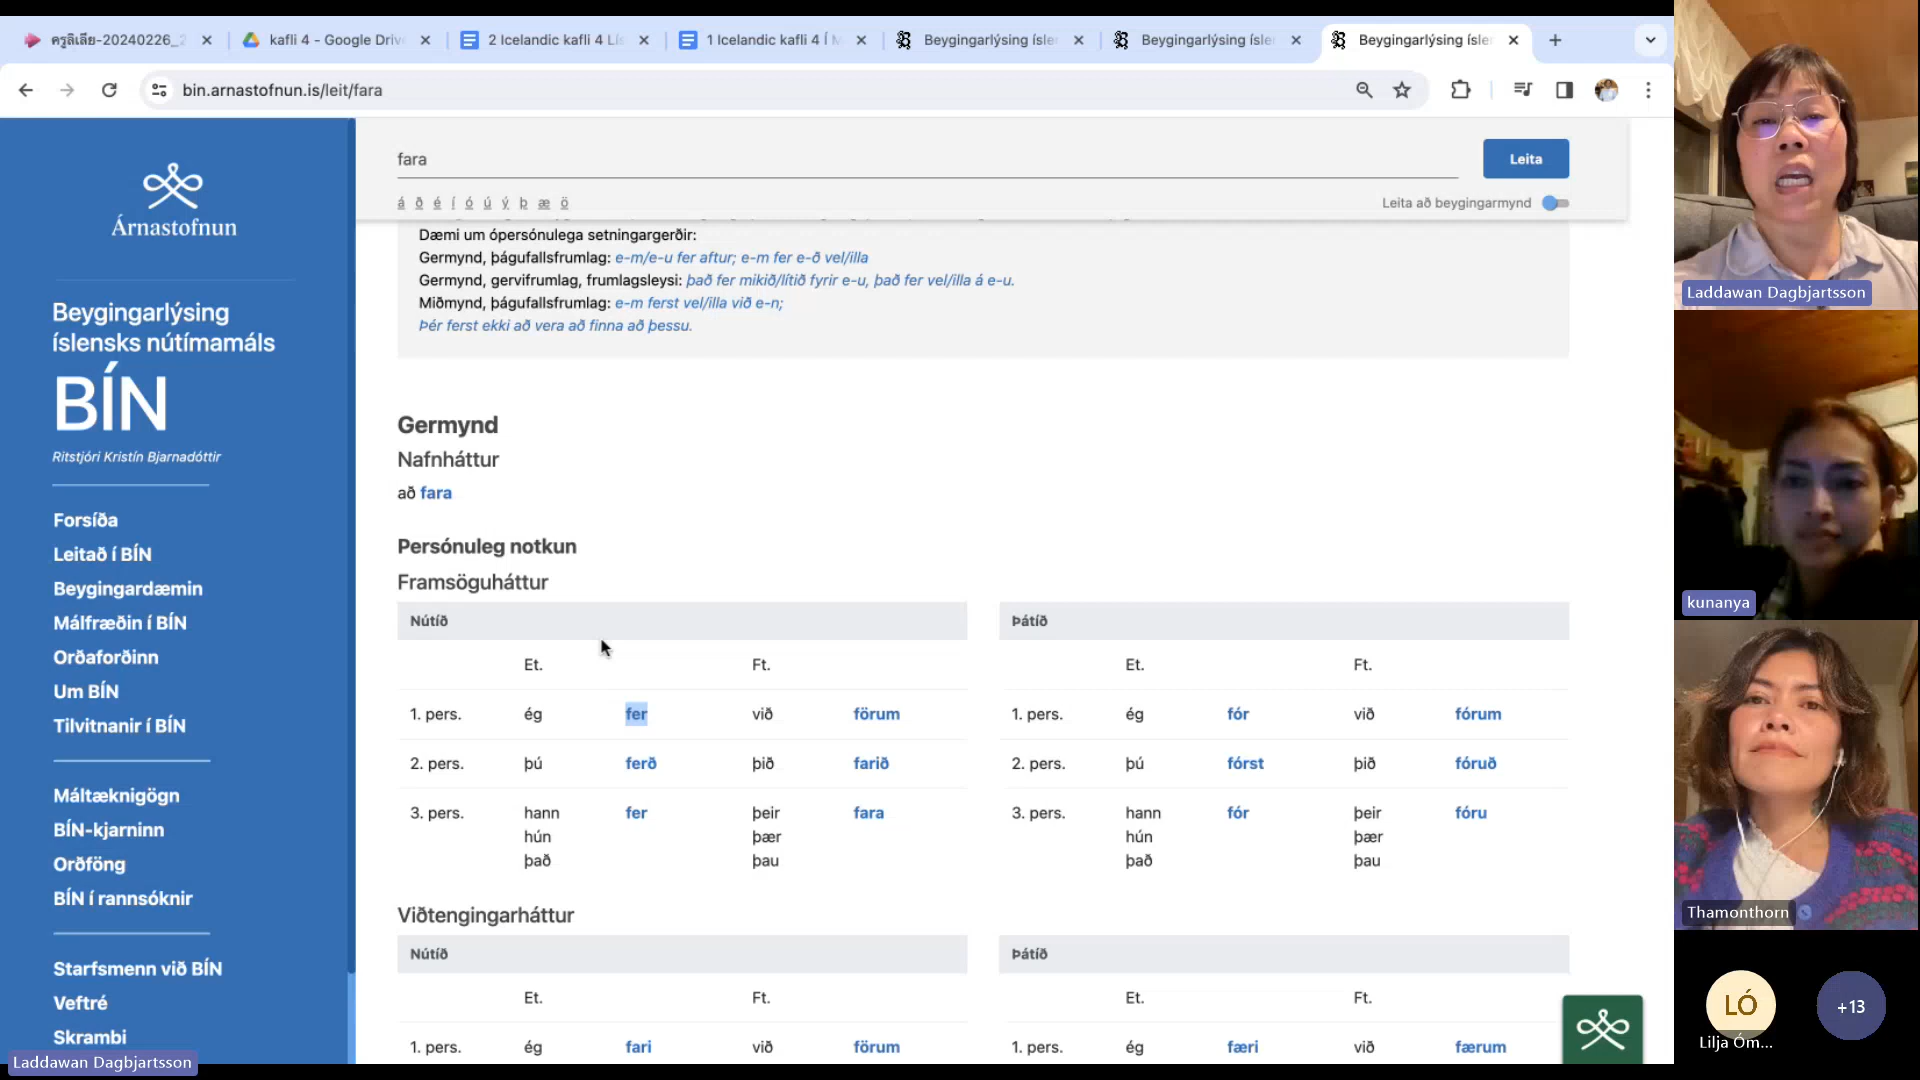 ครูลิเลีย-20240226_2
kafli 4 - Google Drive
2 Icelandic kafli 4 Lís
1 Icelandic kafli 4 Í M
Beygingarlýsing ísle
Beygingarlýsing ísle
Beygingarlýsing ísle
bin.arnastofnun.is/leit/fara
Árnastofnun
Beygingarlýsing
íslensks nútímamáls
BÍN
Ritstjóri Kristín Bjarnadóttir
Forsíða
Leitað í BÍN
Beygingardæmin
Málfræðin í BÍN
Orðaforðinn
Um BÍN
Tilvitnanir í BÍN
Máltæknigögn
BÍN-kjarninn
Orðföng
BÍN í rannsóknir
Starfsmenn við BÍN
Veftré
Skrambi
Laddawan Dagbjartsson
fara
Leita
á ð é í ó ú ý þ æ ö
Leita að beygingarmynd
Dæmi um ópersónulega setningargerðir:
Germynd, þágufallsfrumlag: e-m/e-u fer aftur; e-m fer e-ð vel/illa
Germynd, gervifrumlag, frumlagsleysi: það fer mikið/lítið fyrir e-u, það fer vel/illa á e-u.
Miðmynd, þágufallsfrumlag: e-m ferst vel/illa við e-n;
Þér ferst ekki að vera að finna að þessu.
Germynd
Nafnháttur
að fara
Persónuleg notkun
Framsöguháttur
Nútíð
Et. Ft.
1. pers. ég fer við förum
2. pers. þú ferð þið farið
3. pers. hann fer þeir fara
hún þær
það þau
Þátíð
Et. Ft.
1. pers. ég fór við fórum
2. pers. þú fórst þið fóruð
3. pers. hann fór þeir fóru
hún þær
það þau
Viðtengingarháttur
Nútíð
Et. Ft.
1. pers. ég fari við förum
Þátíð
Et. Ft.
1. pers. ég færi við færum
Laddawan Dagbjartsson
kunanya
Thamonthorn
LÓ
Lilja Óm...
+13